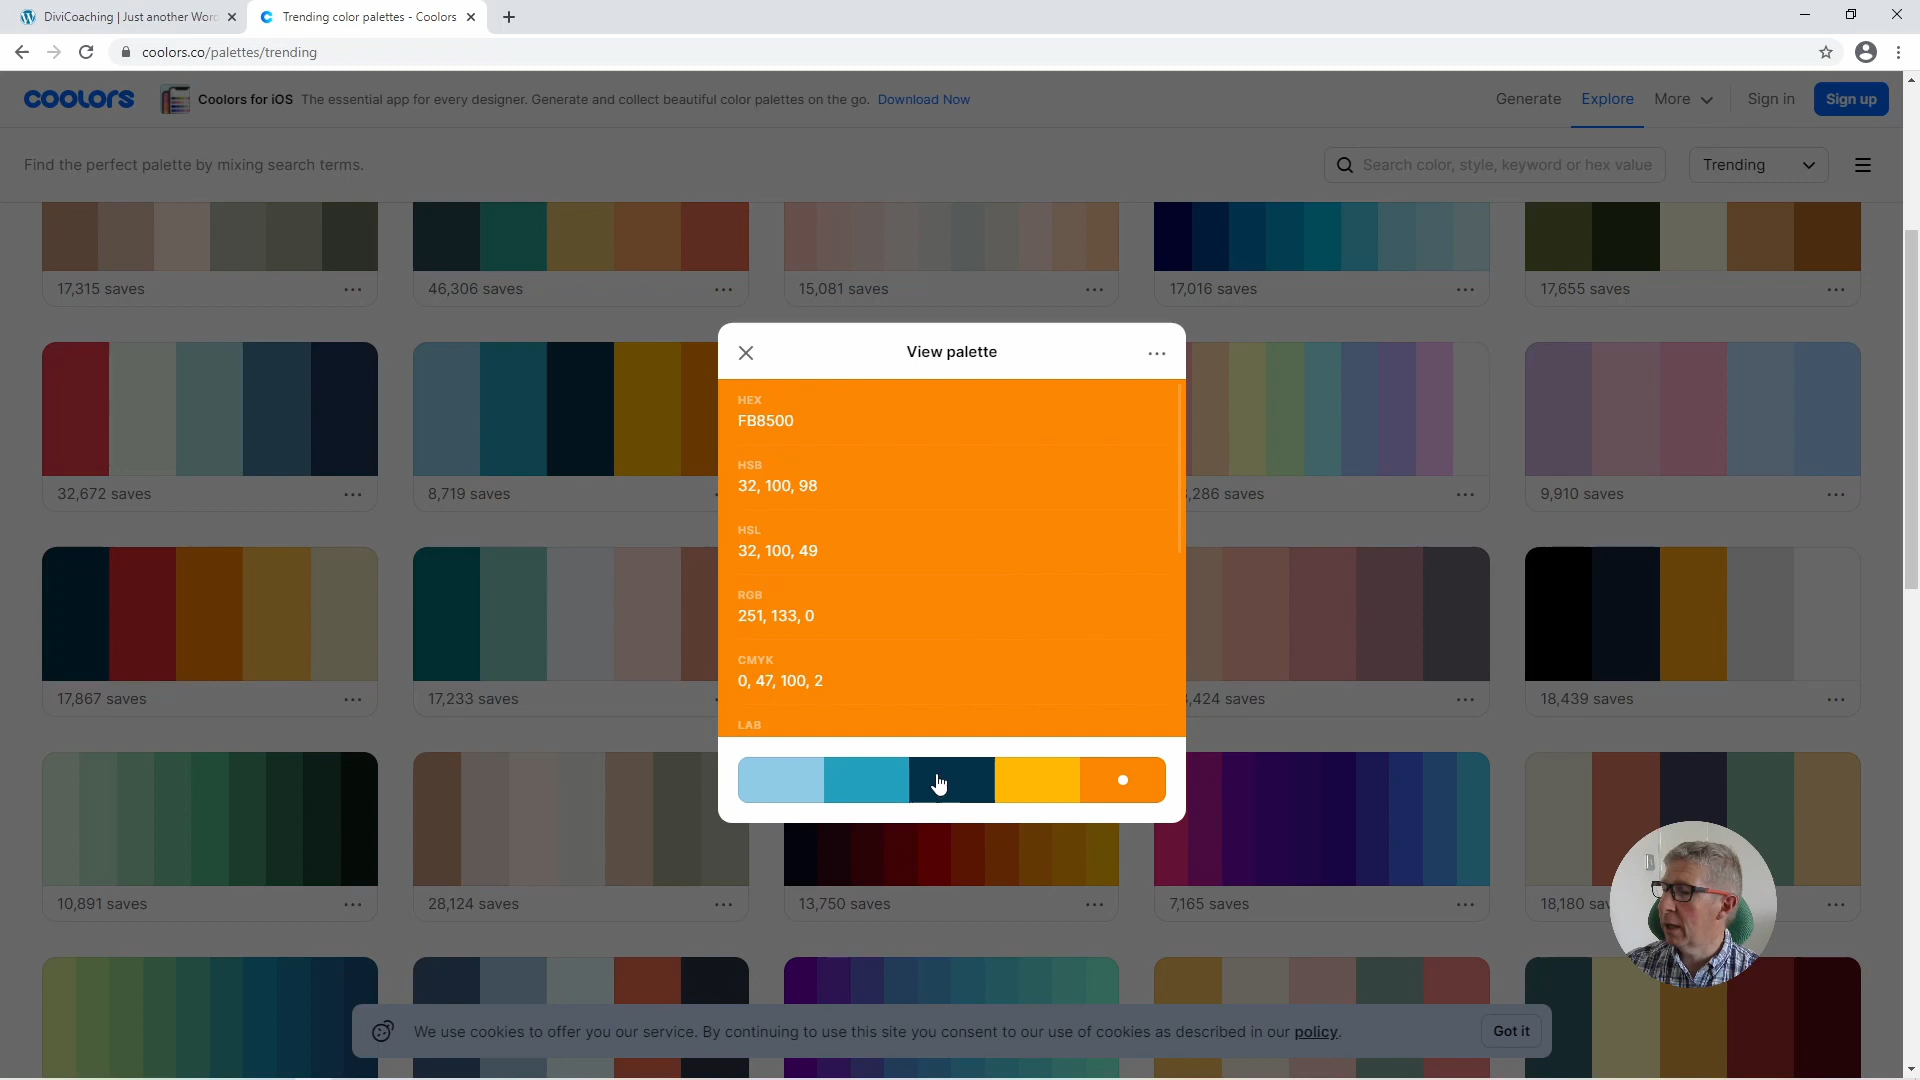 DiviCoaching | Just another Wor
Trending color palettes - Coolors
coolors.co/palettes/trending
coolors
Coolors for iOS The essential app for every designer. Generate and collect beautiful color palettes on the go. Download Now
Generate
Explore
More
Sign in
Sign up
Find the perfect palette by mixing search terms.
Search color, style, keyword or hex value
Trending
17,315 saves
46,306 saves
15,081 saves
17,016 saves
17,655 saves
View palette
HEX
FB8500
HSB
32, 100, 98
HSL
32, 100, 49
RGB
251, 133, 0
CMYK
0, 47, 100, 2
LAB
32,672 saves
8,719 saves
,286 saves
9,910 saves
17,867 saves
17,233 saves
,424 saves
18,439 saves
10,891 saves
28,124 saves
13,750 saves
7,165 saves
18,180 sav
We use cookies to offer you our service. By continuing to use this site you consent to our use of cookies as described in our policy.
Got it